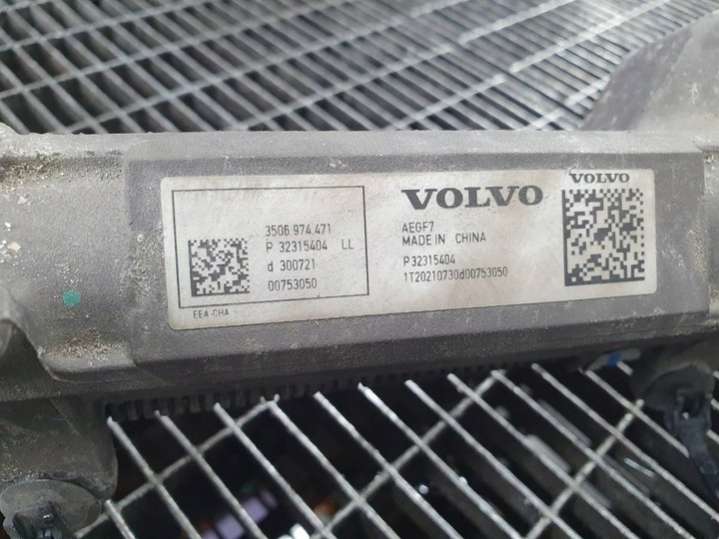 3506 974 471
P 32315404 LL
d 300721
00753050
EEA-CHA
VOLVO
AEGF7
MADE IN CHINA
P32315404
1T20210730d00753050
VOLVO